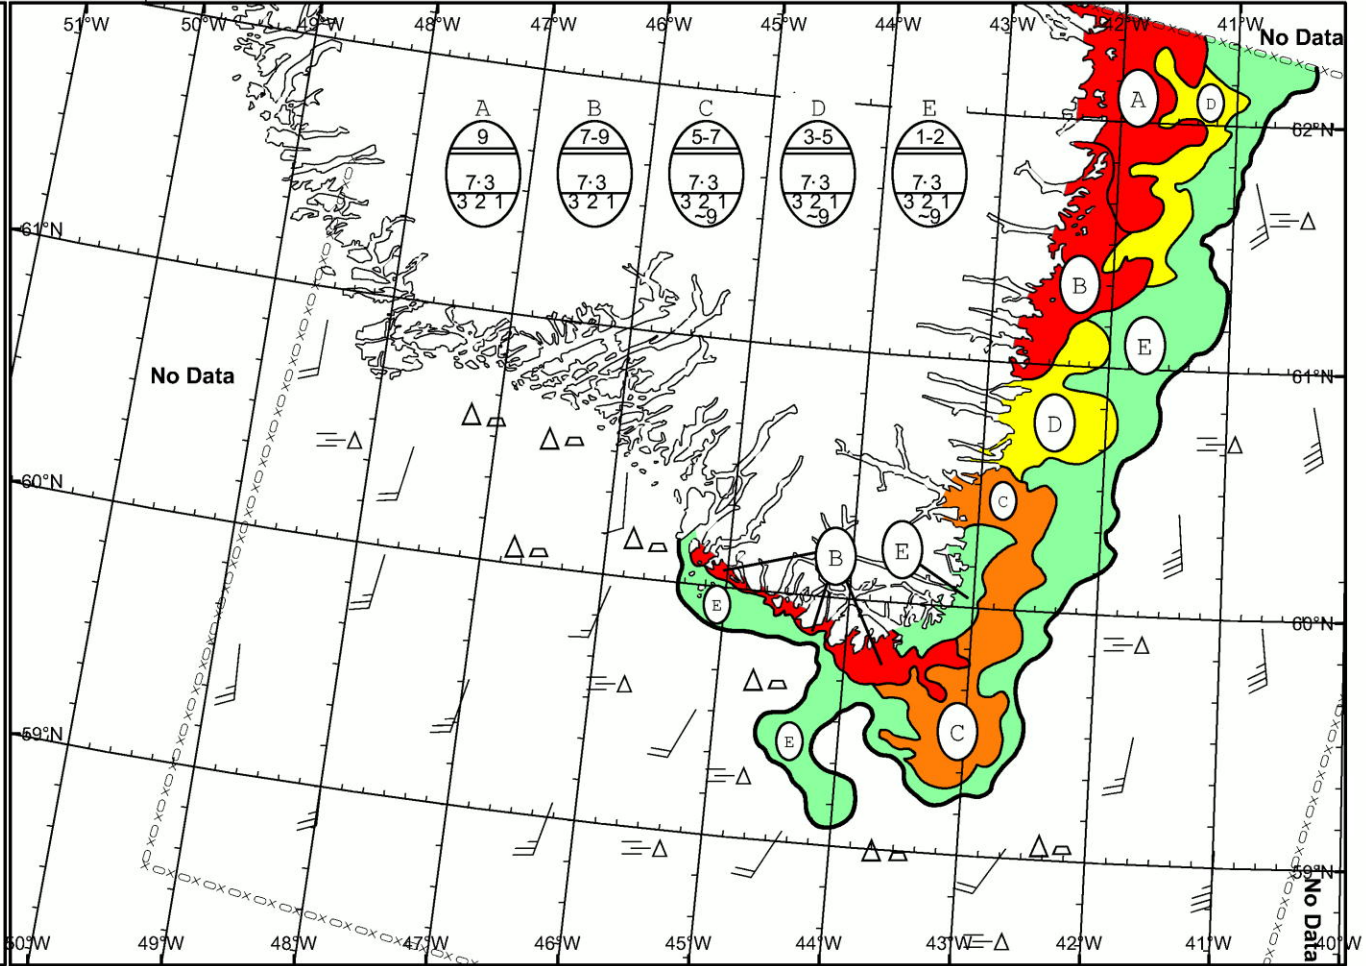 51°W 50°W 49°W 48°W 47°W 46°W 45°W 44°W 43°W 42°W 41°W
No Data
A B C D E
9 7-9 5-7 3-5 1-2
7·3 7·3 7·3 7·3 7·3
3 2 1 3 2 1 3 2 1 3 2 1 3 2 1
~9 ~9 ~9
A D
62°N
61°N
B
E
No Data
61°N
D
60°N
C
B E
E
60°N
59°N
E C
59°N
No Data
50°W 49°W 48°W 47°W 46°W 45°W 44°W 43°W 42°W 41°W 40°W